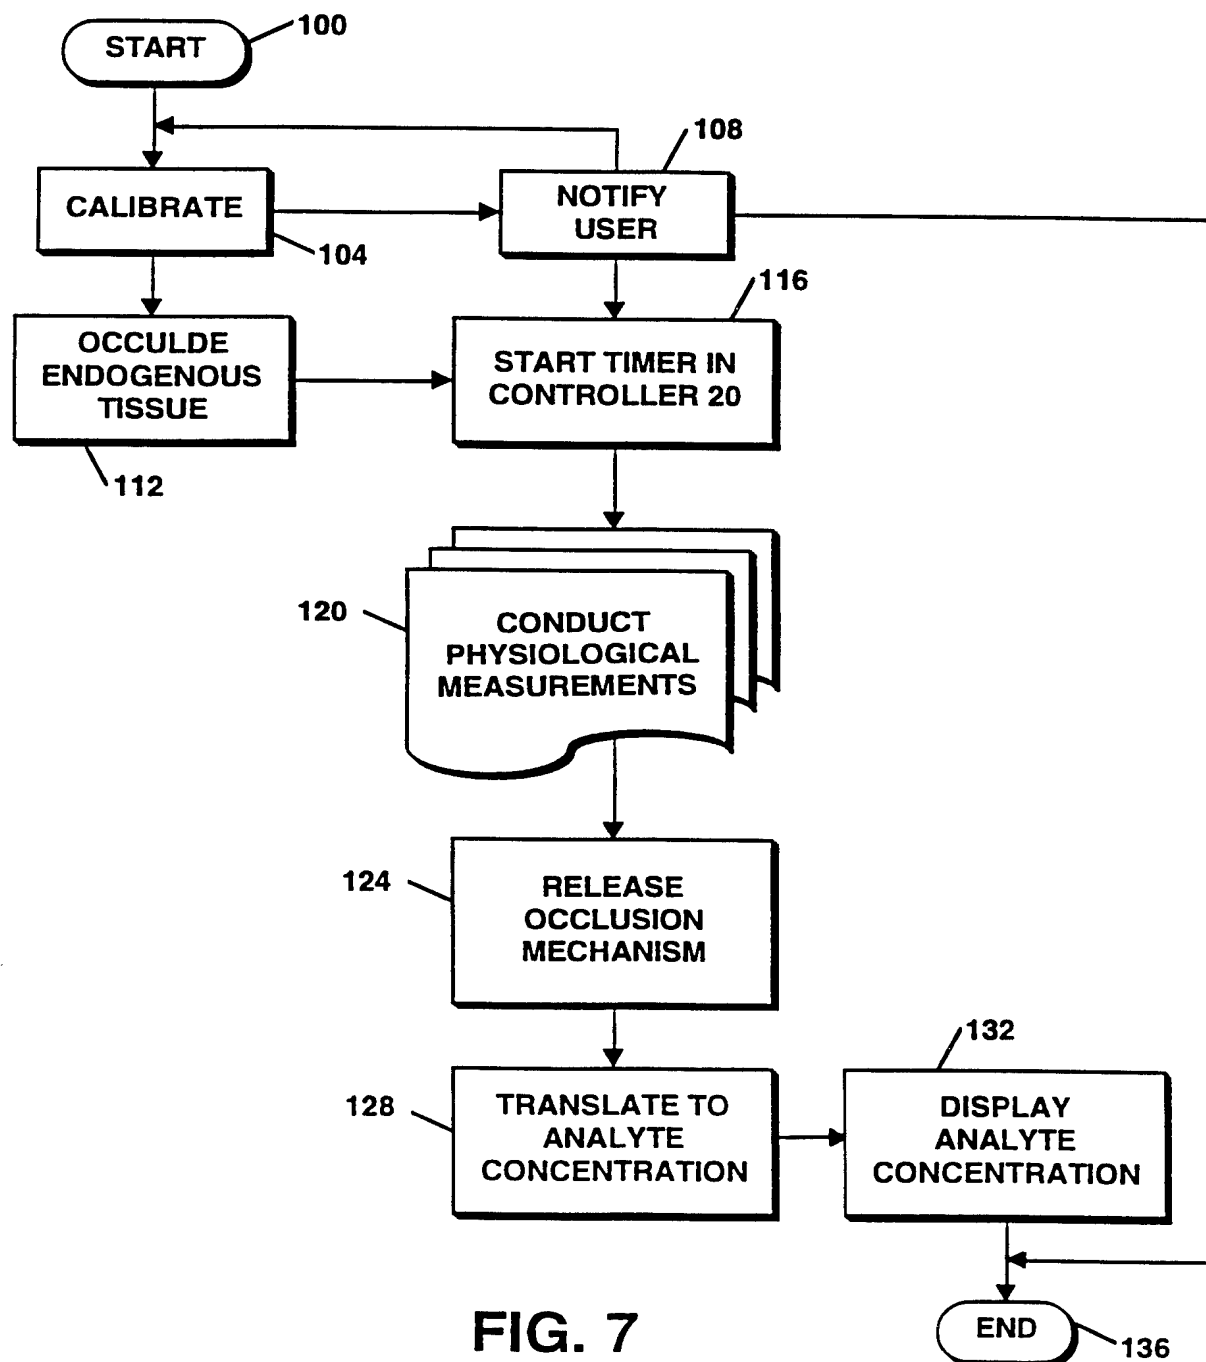 START
100
108
CALIBRATE
104
NOTIFY
USER
116
OCCULDE
ENDOGENOUS
TISSUE
112
START TIMER IN
CONTROLLER 20
120
CONDUCT
PHYSIOLOGICAL
MEASUREMENTS
124
RELEASE
OCCLUSION
MECHANISM
128
TRANSLATE TO
ANALYTE
CONCENTRATION
132
DISPLAY
ANALYTE
CONCENTRATION
END
136
FIG. 7